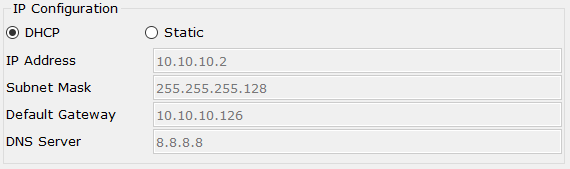 IP Configuration
DHCP Static
IP Address 10.10.10.2
Subnet Mask 255.255.255.128
Default Gateway 10.10.10.126
DNS Server 8.8.8.8